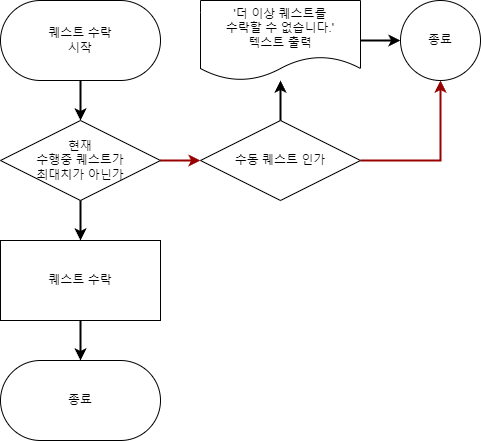 퀘스트 수락
시작
'더 이상 퀘스트를
수락할 수 없습니다.'
텍스트 출력
종료
현재
수행중 퀘스트가
최대치가 아닌가
수동 퀘스트 인가
퀘스트 수락
종료